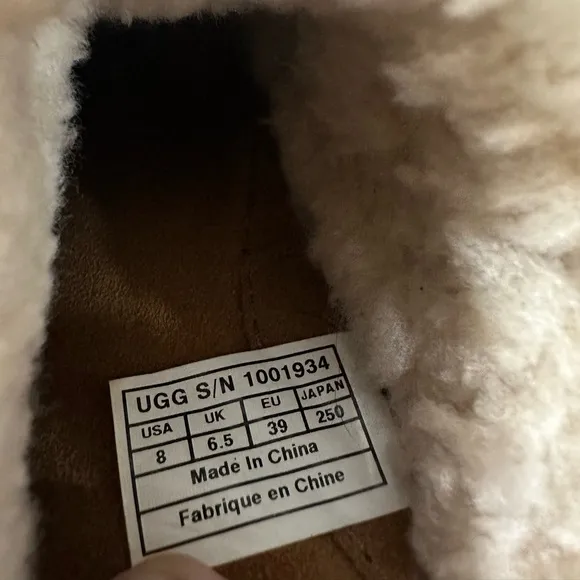 UGG S/N 1001934
USA UK EU JAPAN
8 6.5 39 250
Made In China
Fabrique en Chine